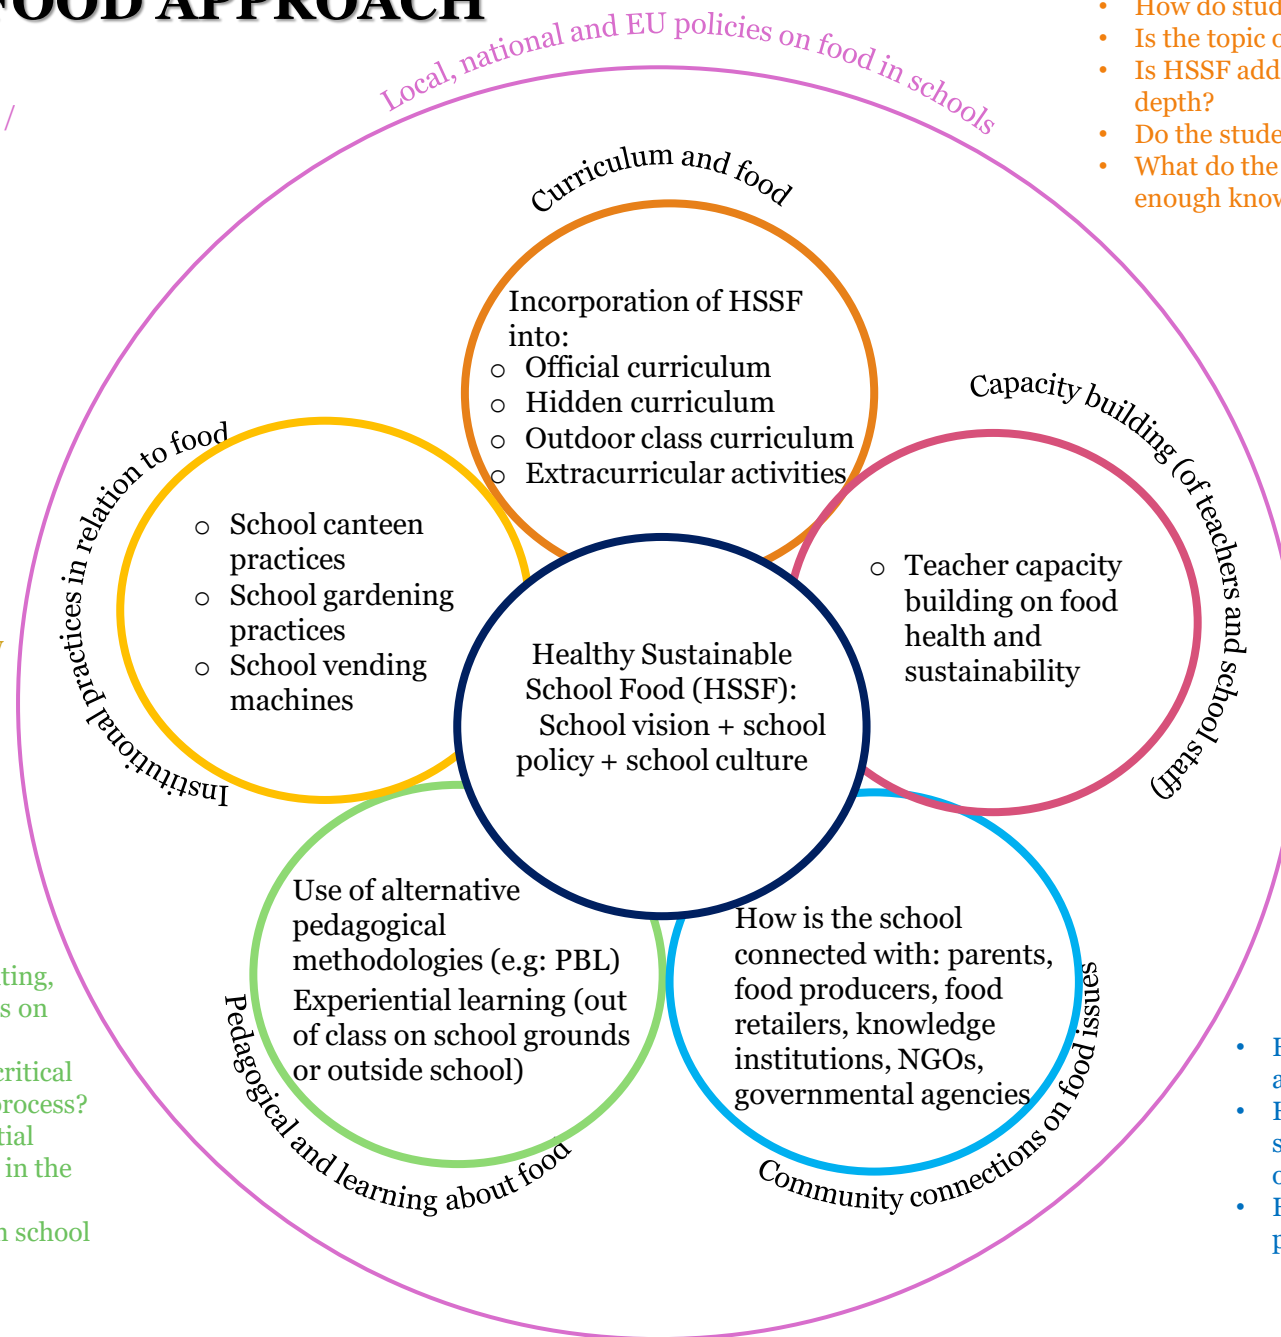 FOOD APPROACH
Local, national and EU policies on food in schools
/
• How do
• Is the topic
• Is HSSF
depth?
• Do the
• What do the
enough
Curriculum and food
Incorporation of HSSF
into:
o Official curriculum
o Hidden curriculum
o Outdoor class curriculum
o Extracurricular activities
Capacity building (of teachers and school staff)
o Teacher capacity
building on food
health and
sustainability
Institutional practices in relation to food
o School canteen
practices
o School gardening
practices
o School vending
machines
Healthy Sustainable
School Food (HSSF):
School vision + school
policy + school culture
Use of alternative
pedagogical
methodologies (e.g: PBL)
Experiential learning (out
of class on school grounds
or outside school)
Pedagogical and learning about food
How is the school
connected with: parents,
food producers, food
retailers, knowledge
institutions, NGOs,
governmental agencies
Community connections on food issues
on
critical
process?
in the
school